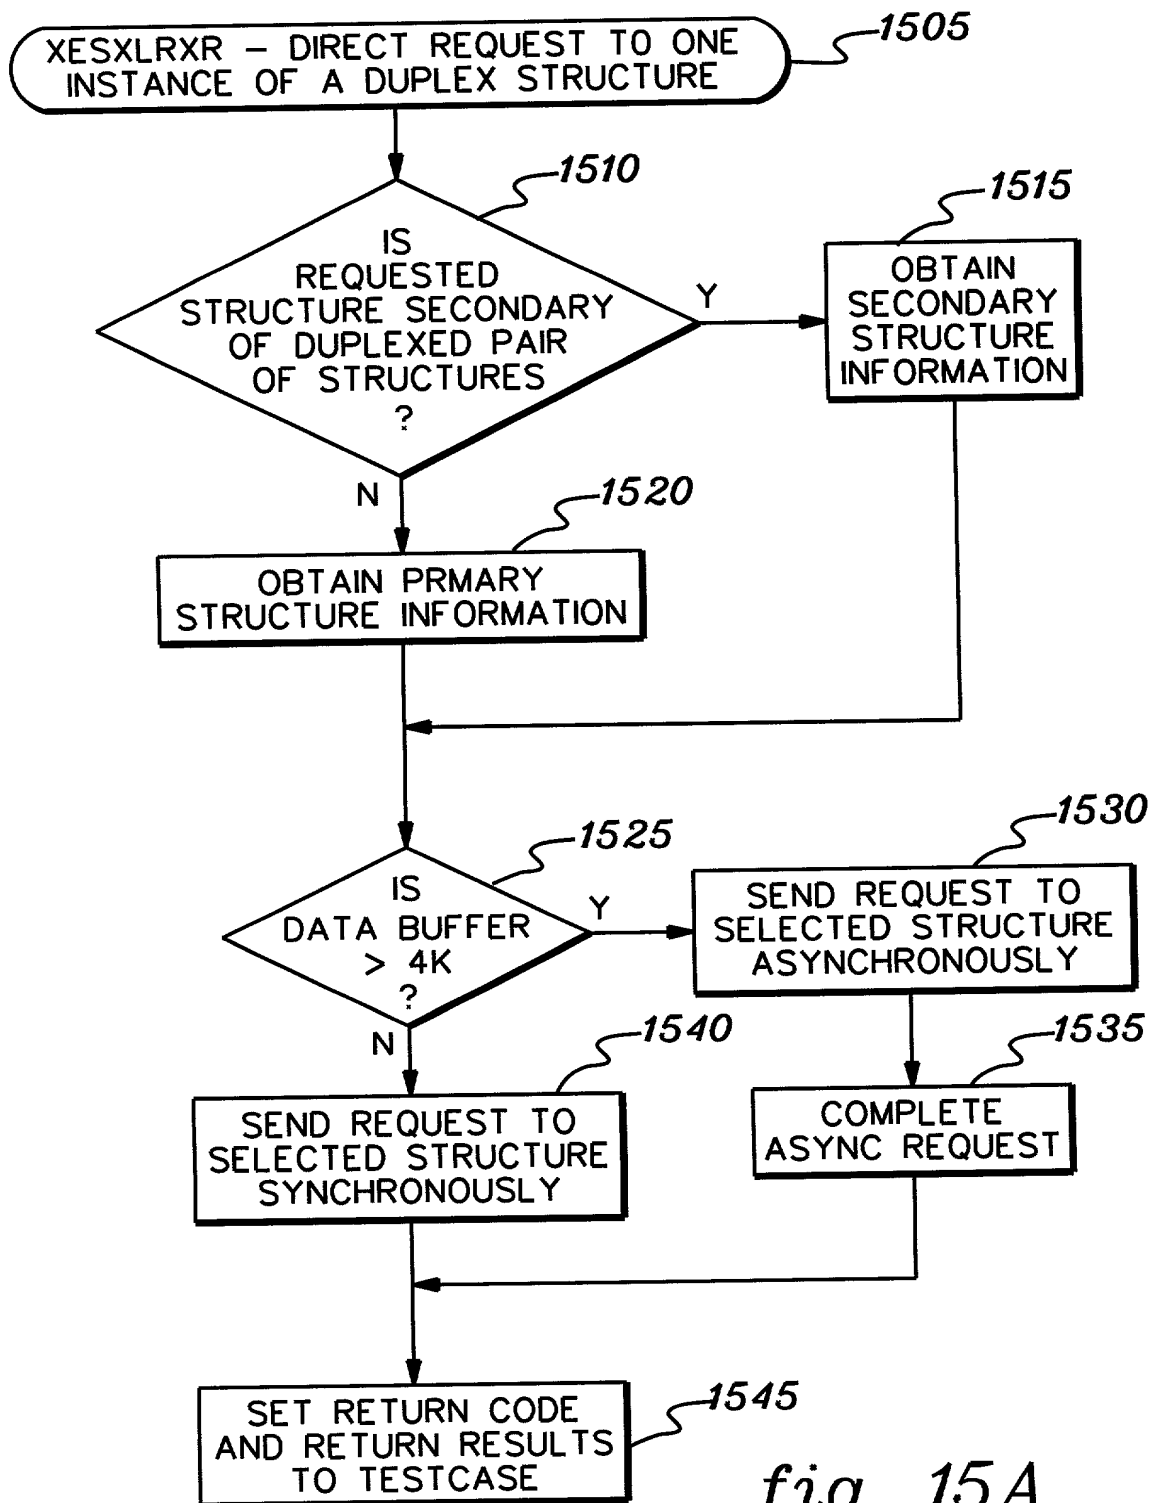 XESXLRXR – DIRECT REQUEST TO ONE
INSTANCE OF A DUPLEX STRUCTURE
1505
1510
IS
REQUESTED
STRUCTURE SECONDARY
OF DUPLEXED PAIR
OF STRUCTURES
?
Y
N
1515
OBTAIN
SECONDARY
STRUCTURE
INFORMATION
1520
OBTAIN PRMARY
STRUCTURE INFORMATION
1525
IS
DATA BUFFER
> 4K
?
Y
N
1530
SEND REQUEST TO
SELECTED STRUCTURE
ASYNCHRONOUSLY
1535
COMPLETE
ASYNC REQUEST
1540
SEND REQUEST TO
SELECTED STRUCTURE
SYNCHRONOUSLY
1545
SET RETURN CODE
AND RETURN RESULTS
TO TESTCASE
fig. 15A